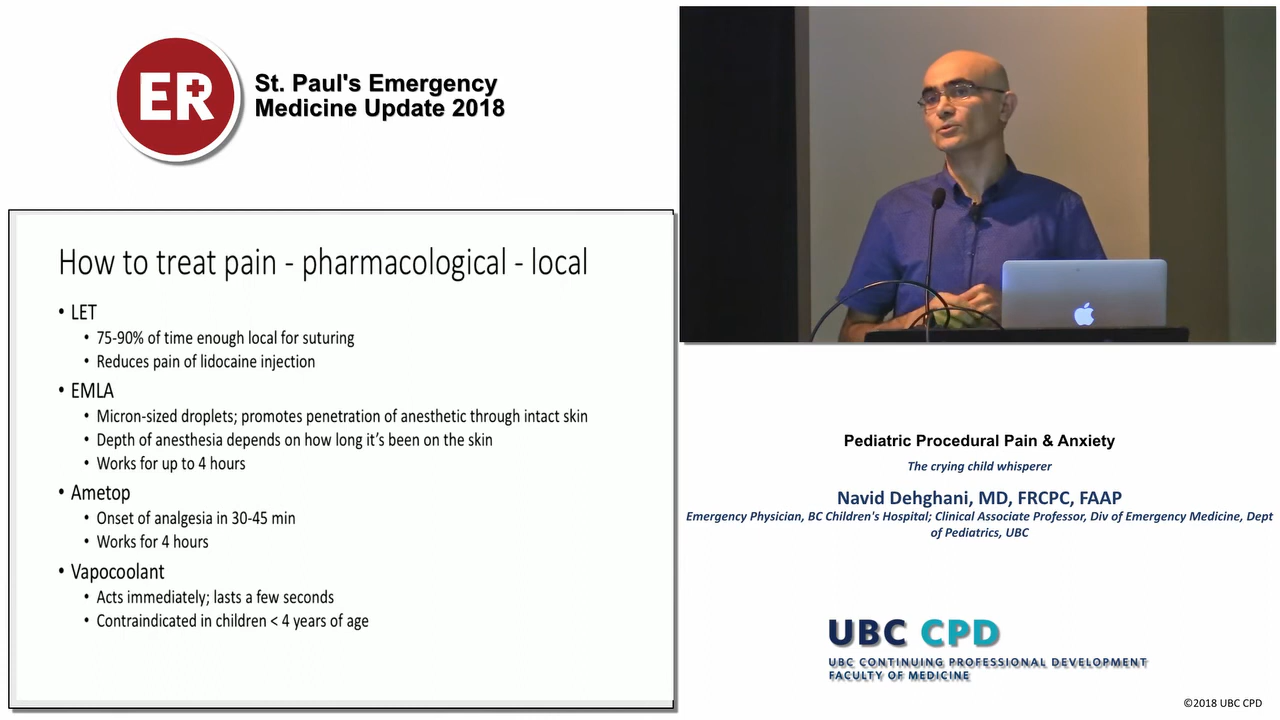 ER
St. Paul's Emergency
Medicine Update 2018
How to treat pain - pharmacological - local
• LET
• 75-90% of time enough local for suturing
• Reduces pain of lidocaine injection
• EMLA
• Micron-sized droplets; promotes penetration of anesthetic through intact skin
• Depth of anesthesia depends on how long it's been on the skin
• Works for up to 4 hours
• Ametop
• Onset of analgesia in 30-45 min
• Works for 4 hours
• Vapocoolant
• Acts immediately; lasts a few seconds
• Contraindicated in children < 4 years of age
Pediatric Procedural Pain & Anxiety
The crying child whisperer
Navid Dehghani, MD, FRCPC, FAAP
Emergency Physician, BC Children's Hospital; Clinical Associate Professor, Div of Emergency Medicine, Dept
of Pediatrics, UBC
UBC CPD
UBC CONTINUING PROFESSIONAL DEVELOPMENT
FACULTY OF MEDICINE
©2018 UBC CPD